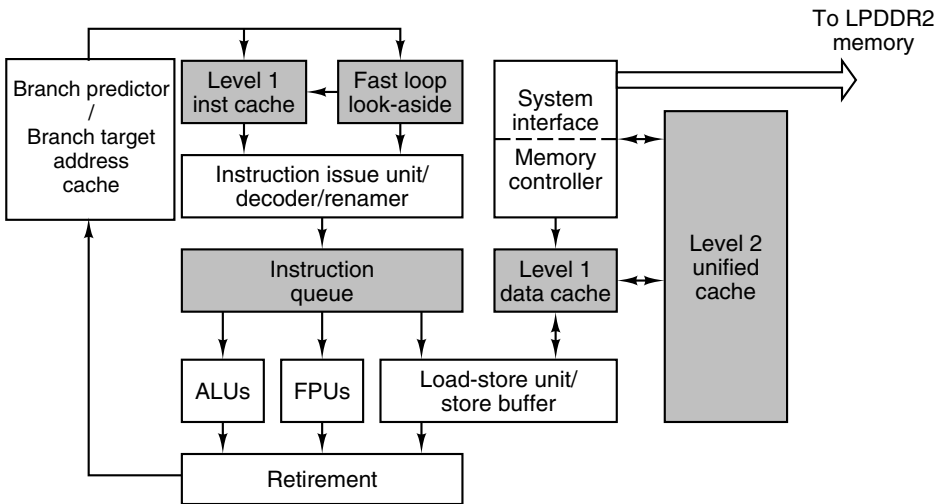 To LPDDR2
memory
Branch predictor
/
Branch target
address
cache
Level 1
inst cache
Fast loop
look-aside
System
interface
Memory
controller
Instruction issue unit/
decoder/renamer
Instruction
queue
Level 1
data cache
Level 2
unified
cache
ALUs
FPUs
Load-store unit/
store buffer
Retirement